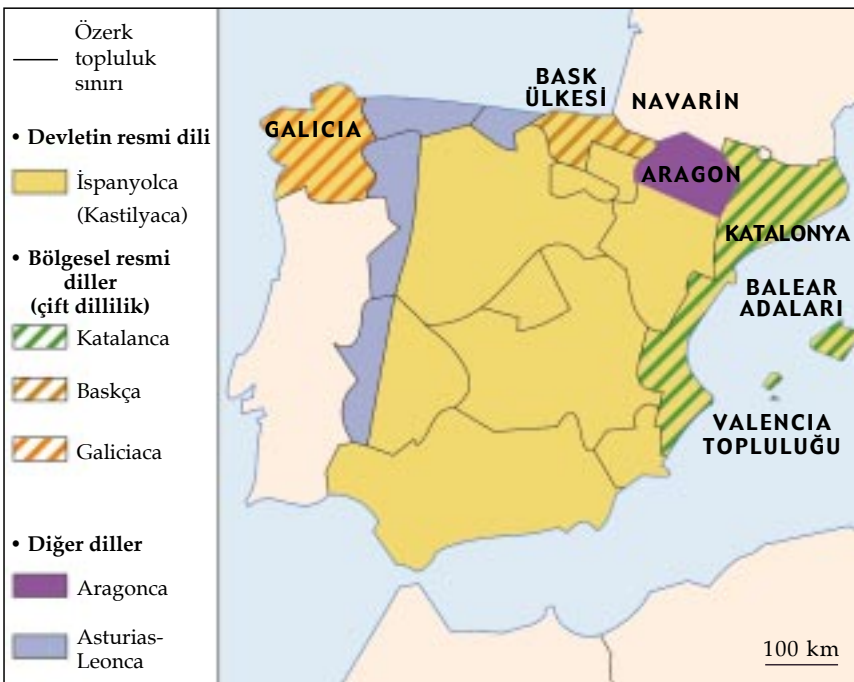 Özerk
topluluk
sınırı
• Devletin resmi dili
İspanyolca
(Kastilyaca)
• Bölgesel resmi
diller
(çift dillilik)
Katalanca
Baskça
Galiciaca
• Diğer diller
Aragonca
Asturias-
Leonca
GALICIA
BASK
ÜLKESİ
NAVARİN
ARAGON
KATALONYA
BALEAR
ADALARI
VALENCIA
TOPLULUĞU
100 km